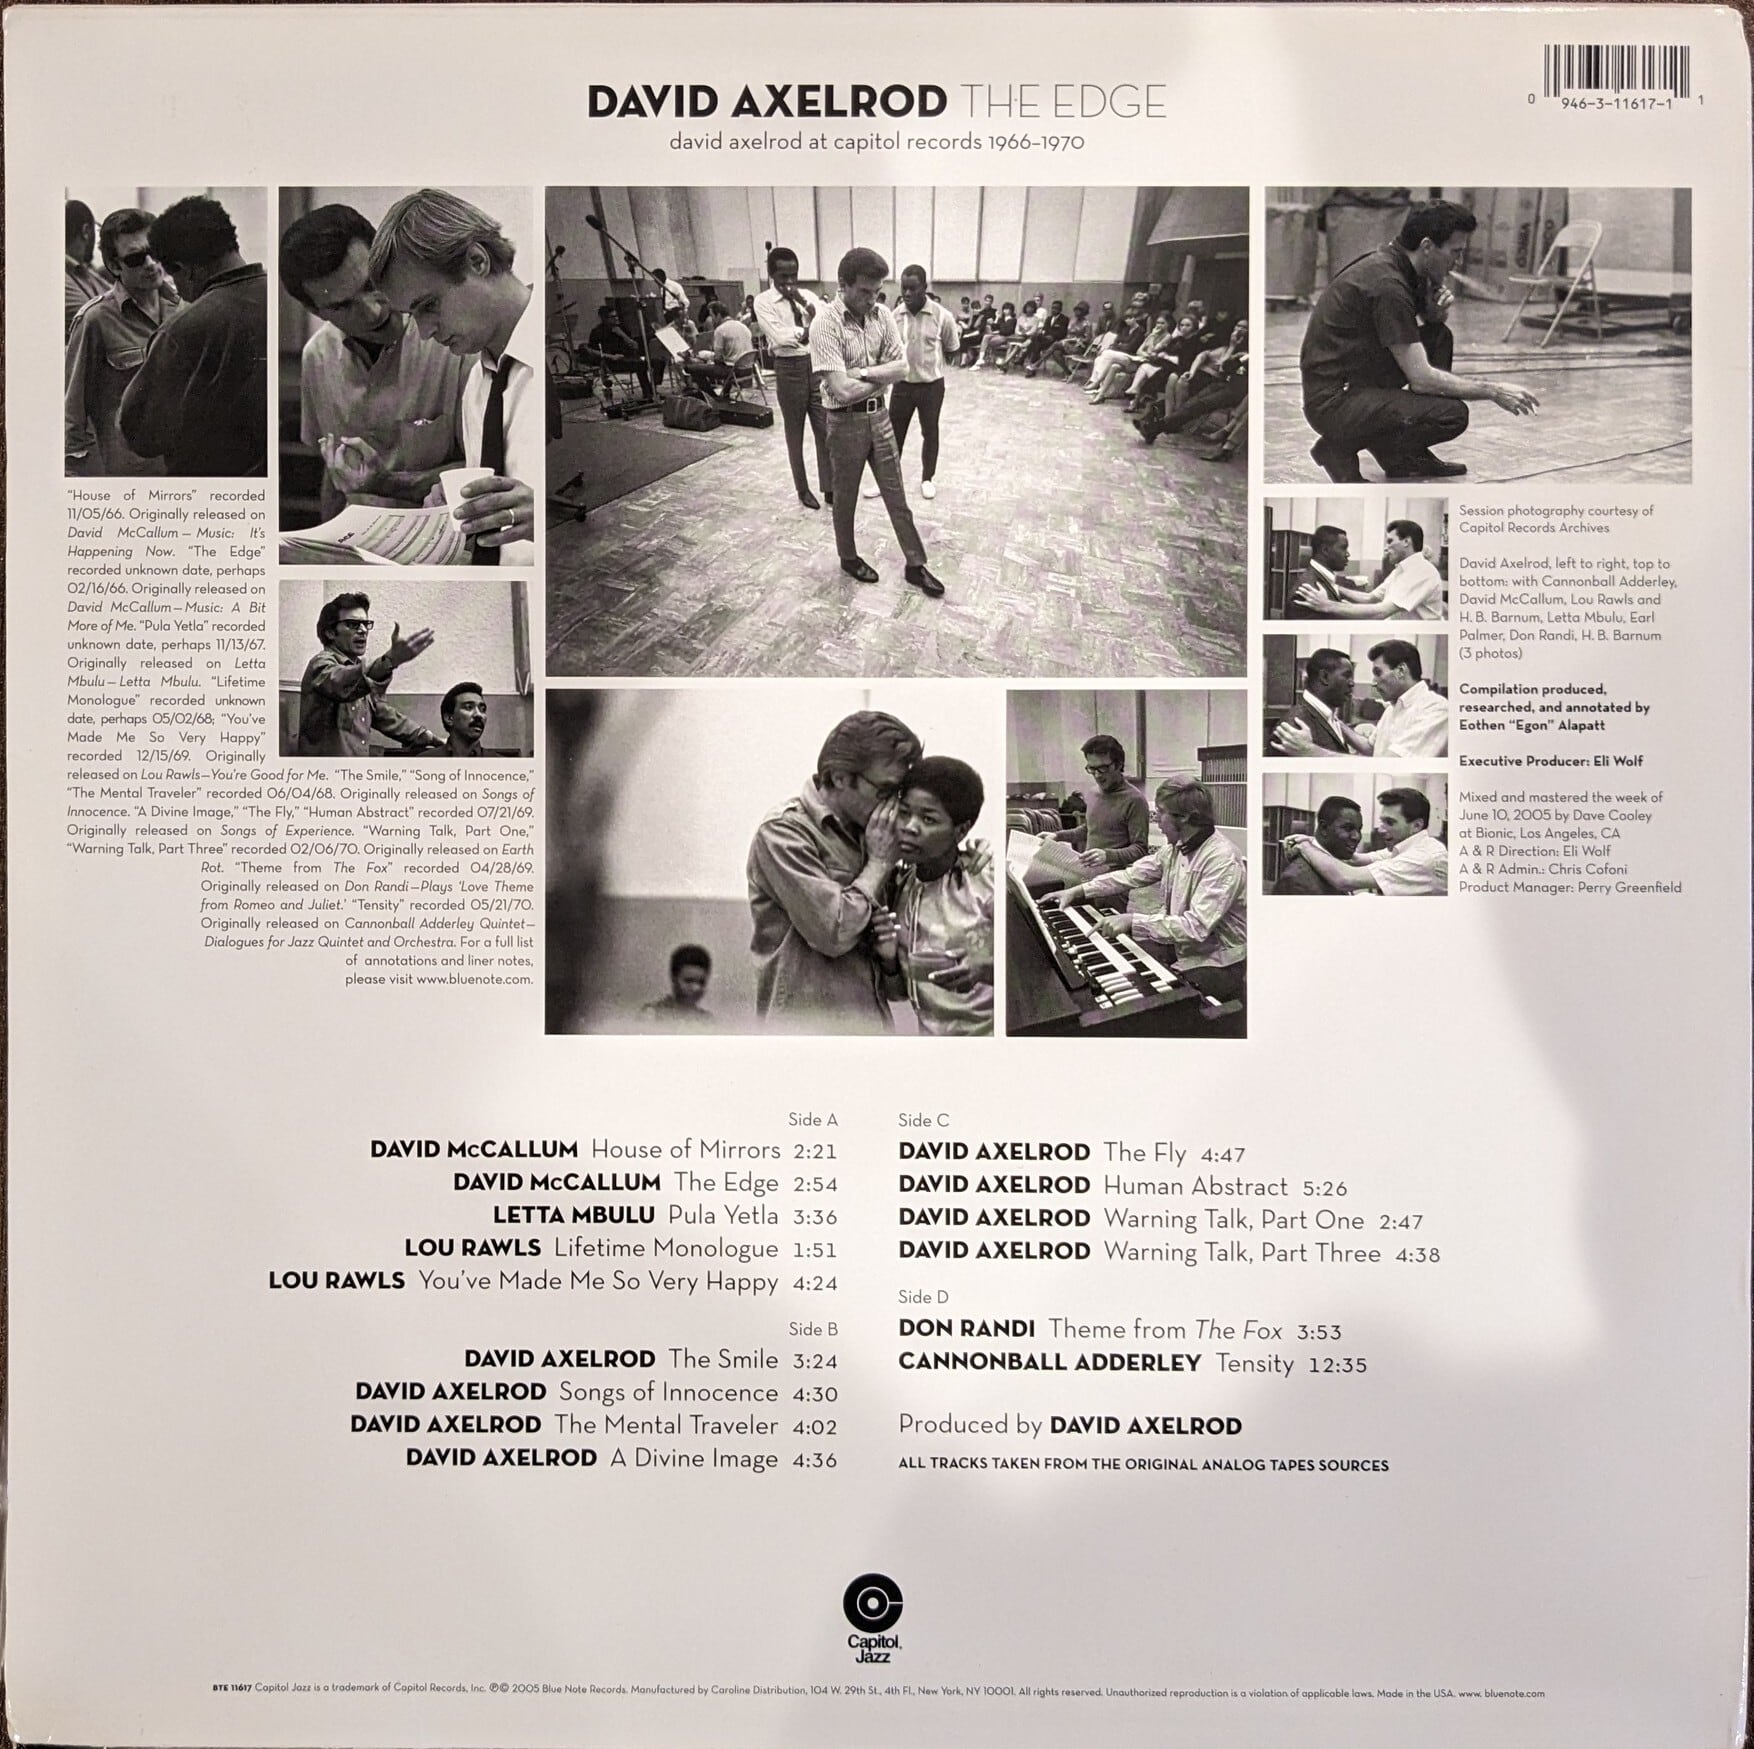 DAVID AXELROD THE EDGE
david axelrod at capitol records 1966–1970
0 946-3-11617-1 1
"House of Mirrors" recorded
11/05/66. Originally released on
David McCallum – Music: It's
Happening Now. "The Edge"
recorded unknown date, perhaps
02/16/66. Originally released on
David McCallum—Music: A Bit
More of Me. "Pula Yetla" recorded
unknown date, perhaps 11/13/67.
Originally released on Letta
Mbulu—Letta Mbulu. "Lifetime
Monologue" recorded unknown
date, perhaps 05/02/68; "You've
Made Me So Very Happy"
recorded 12/15/69. Originally
released on Lou Rawls—You're Good for Me. "The Smile," "Song of Innocence,"
"The Mental Traveler" recorded 06/04/68. Originally released on Songs of
Innocence. "A Divine Image," "The Fly," "Human Abstract" recorded 07/21/69.
Originally released on Songs of Experience. "Warning Talk, Part One,"
"Warning Talk, Part Three" recorded 02/06/70. Originally released on Earth
Rot. "Theme from The Fox" recorded 04/28/69.
Originally released on Don Randi—Plays 'Love Theme
from Romeo and Juliet.' "Tensity" recorded 05/21/70.
Originally released on Cannonball Adderley Quintet—
Dialogues for Jazz Quintet and Orchestra. For a full list
of annotations and liner notes,
please visit www.bluenote.com.
Session photography courtesy of
Capitol Records Archives
David Axelrod, left to right, top to
bottom: with Cannonball Adderley,
David McCallum, Lou Rawls and
H. B. Barnum, Letta Mbulu, Earl
Palmer, Don Randi, H. B. Barnum
(3 photos)
Compilation produced,
researched, and annotated by
Eothen "Egon" Alapatt
Executive Producer: Eli Wolf
Mixed and mastered the week of
June 10, 2005 by Dave Cooley
at Bionic, Los Angeles, CA
A & R Direction: Eli Wolf
A & R Admin.: Chris Cofoni
Product Manager: Perry Greenfield
Side A
DAVID McCALLUM House of Mirrors 2:21
DAVID McCALLUM The Edge 2:54
LETTA MBULU Pula Yetla 3:36
LOU RAWLS Lifetime Monologue 1:51
LOU RAWLS You've Made Me So Very Happy 4:24
Side B
DAVID AXELROD The Smile 3:24
DAVID AXELROD Songs of Innocence 4:30
DAVID AXELROD The Mental Traveler 4:02
DAVID AXELROD A Divine Image 4:36
Side C
DAVID AXELROD The Fly 4:47
DAVID AXELROD Human Abstract 5:26
DAVID AXELROD Warning Talk, Part One 2:47
DAVID AXELROD Warning Talk, Part Three 4:38
Side D
DON RANDI Theme from The Fox 3:53
CANNONBALL ADDERLEY Tensity 12:35
Produced by DAVID AXELROD
ALL TRACKS TAKEN FROM THE ORIGINAL ANALOG TAPES SOURCES
Capitol.
Jazz
BTE 11617 Capitol Jazz is a trademark of Capitol Records, Inc. ℗© 2005 Blue Note Records. Manufactured by Caroline Distribution, 104 W. 29th St., 4th Fl., New York, NY 10001. All rights reserved. Unauthorized reproduction is a violation of applicable laws. Made in the USA. www. bluenote.com